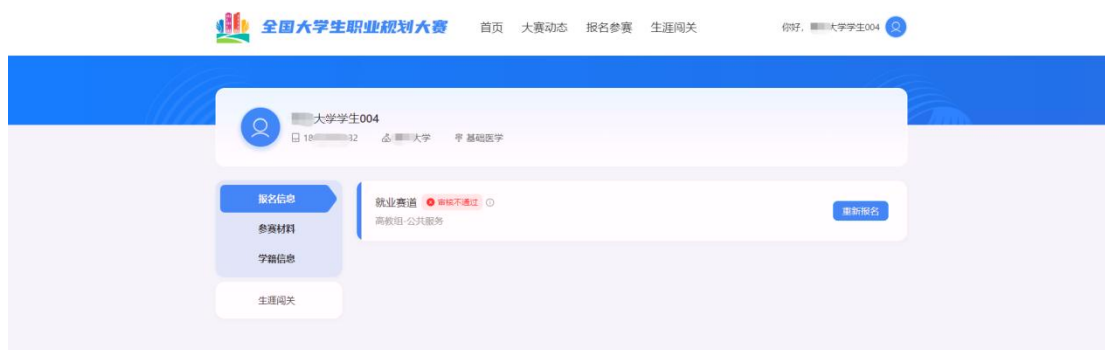 全国大学生职业规划大赛 首页 大赛动态 报名参赛 生涯闯关 你好，大学学生004
大学学生004
18 32 大学 基础医学
报名信息
就业赛道 审核不通过
重新报名
高教组-公共服务
参赛材料
学籍信息
生涯闯关